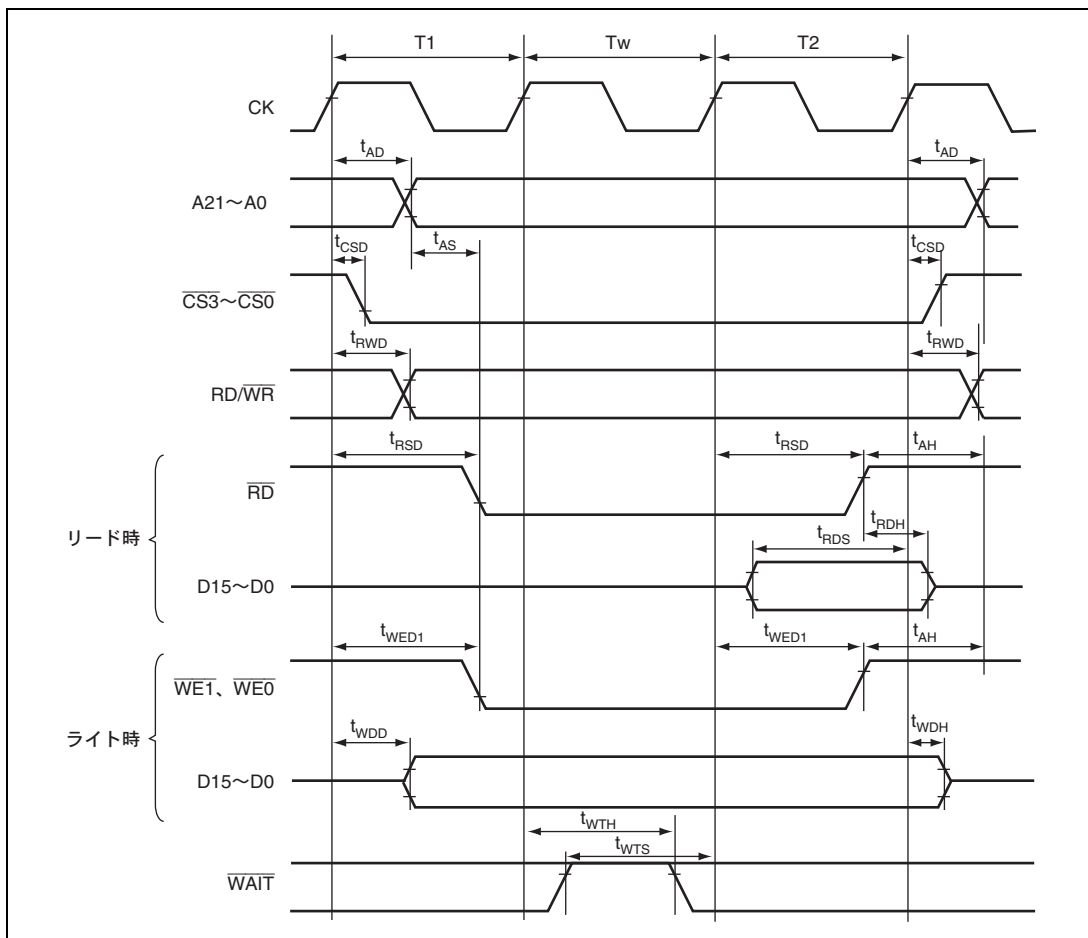 T1 Tw T2
CK
tAD tAD
A21～A0
tCSD tAS tCSD
CS3～CS0
tRWD tRWD
RD/WR
tRSD tRSD tAH
RD
リード時
tRDH
tRDS
D15～D0
tWED1 tWED1 tAH
WE1、WE0
ライト時
tWDD tWDH
D15～D0
tWTH
tWTS
WAIT